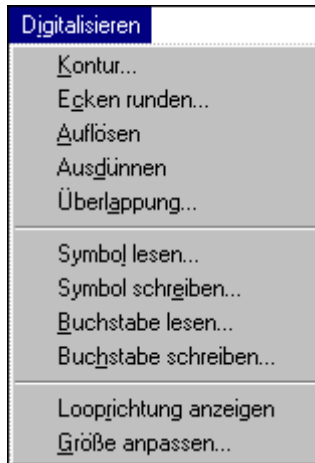 Digitalisieren
Kontur...
Ecken runden...
Auflösen
Ausdünnen
Überlappung...
Symbol lesen...
Symbol schreiben...
Buchstabe lesen...
Buchstabe schreiben...
Looprichtung anzeigen
Größe anpassen...